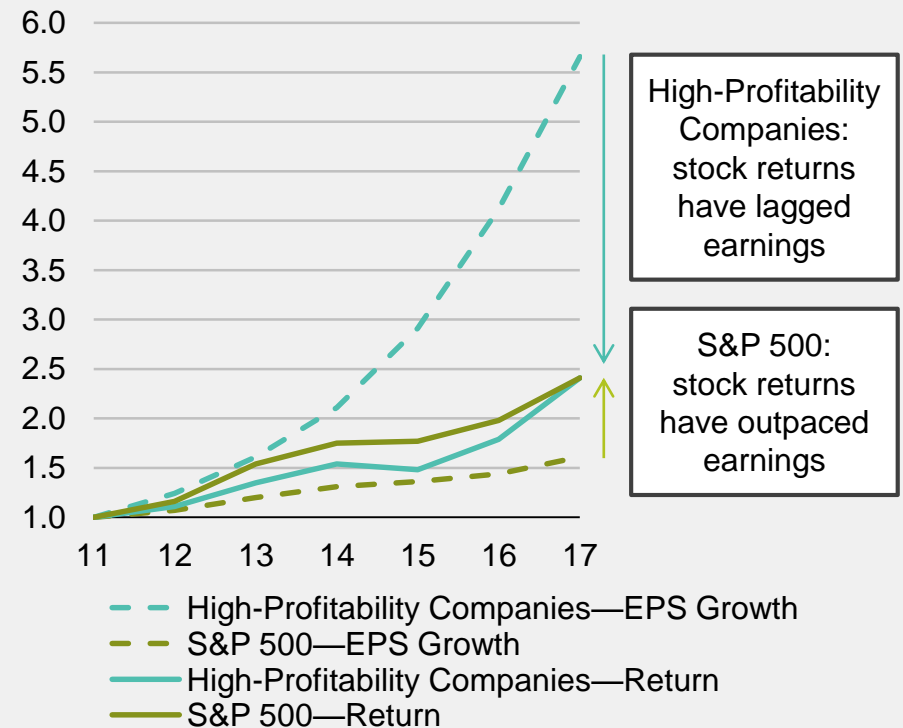 6.0
5.5
5.0
4.5
4.0
3.5
3.0
2.5
2.0
1.5
1.0
11 12 13 14 15 16 17
High-Profitability
Companies:
stock returns
have lagged
earnings
S&P 500:
stock returns
have outpaced
earnings
High-Profitability Companies—EPS Growth
S&P 500—EPS Growth
High-Profitability Companies—Return
S&P 500—Return